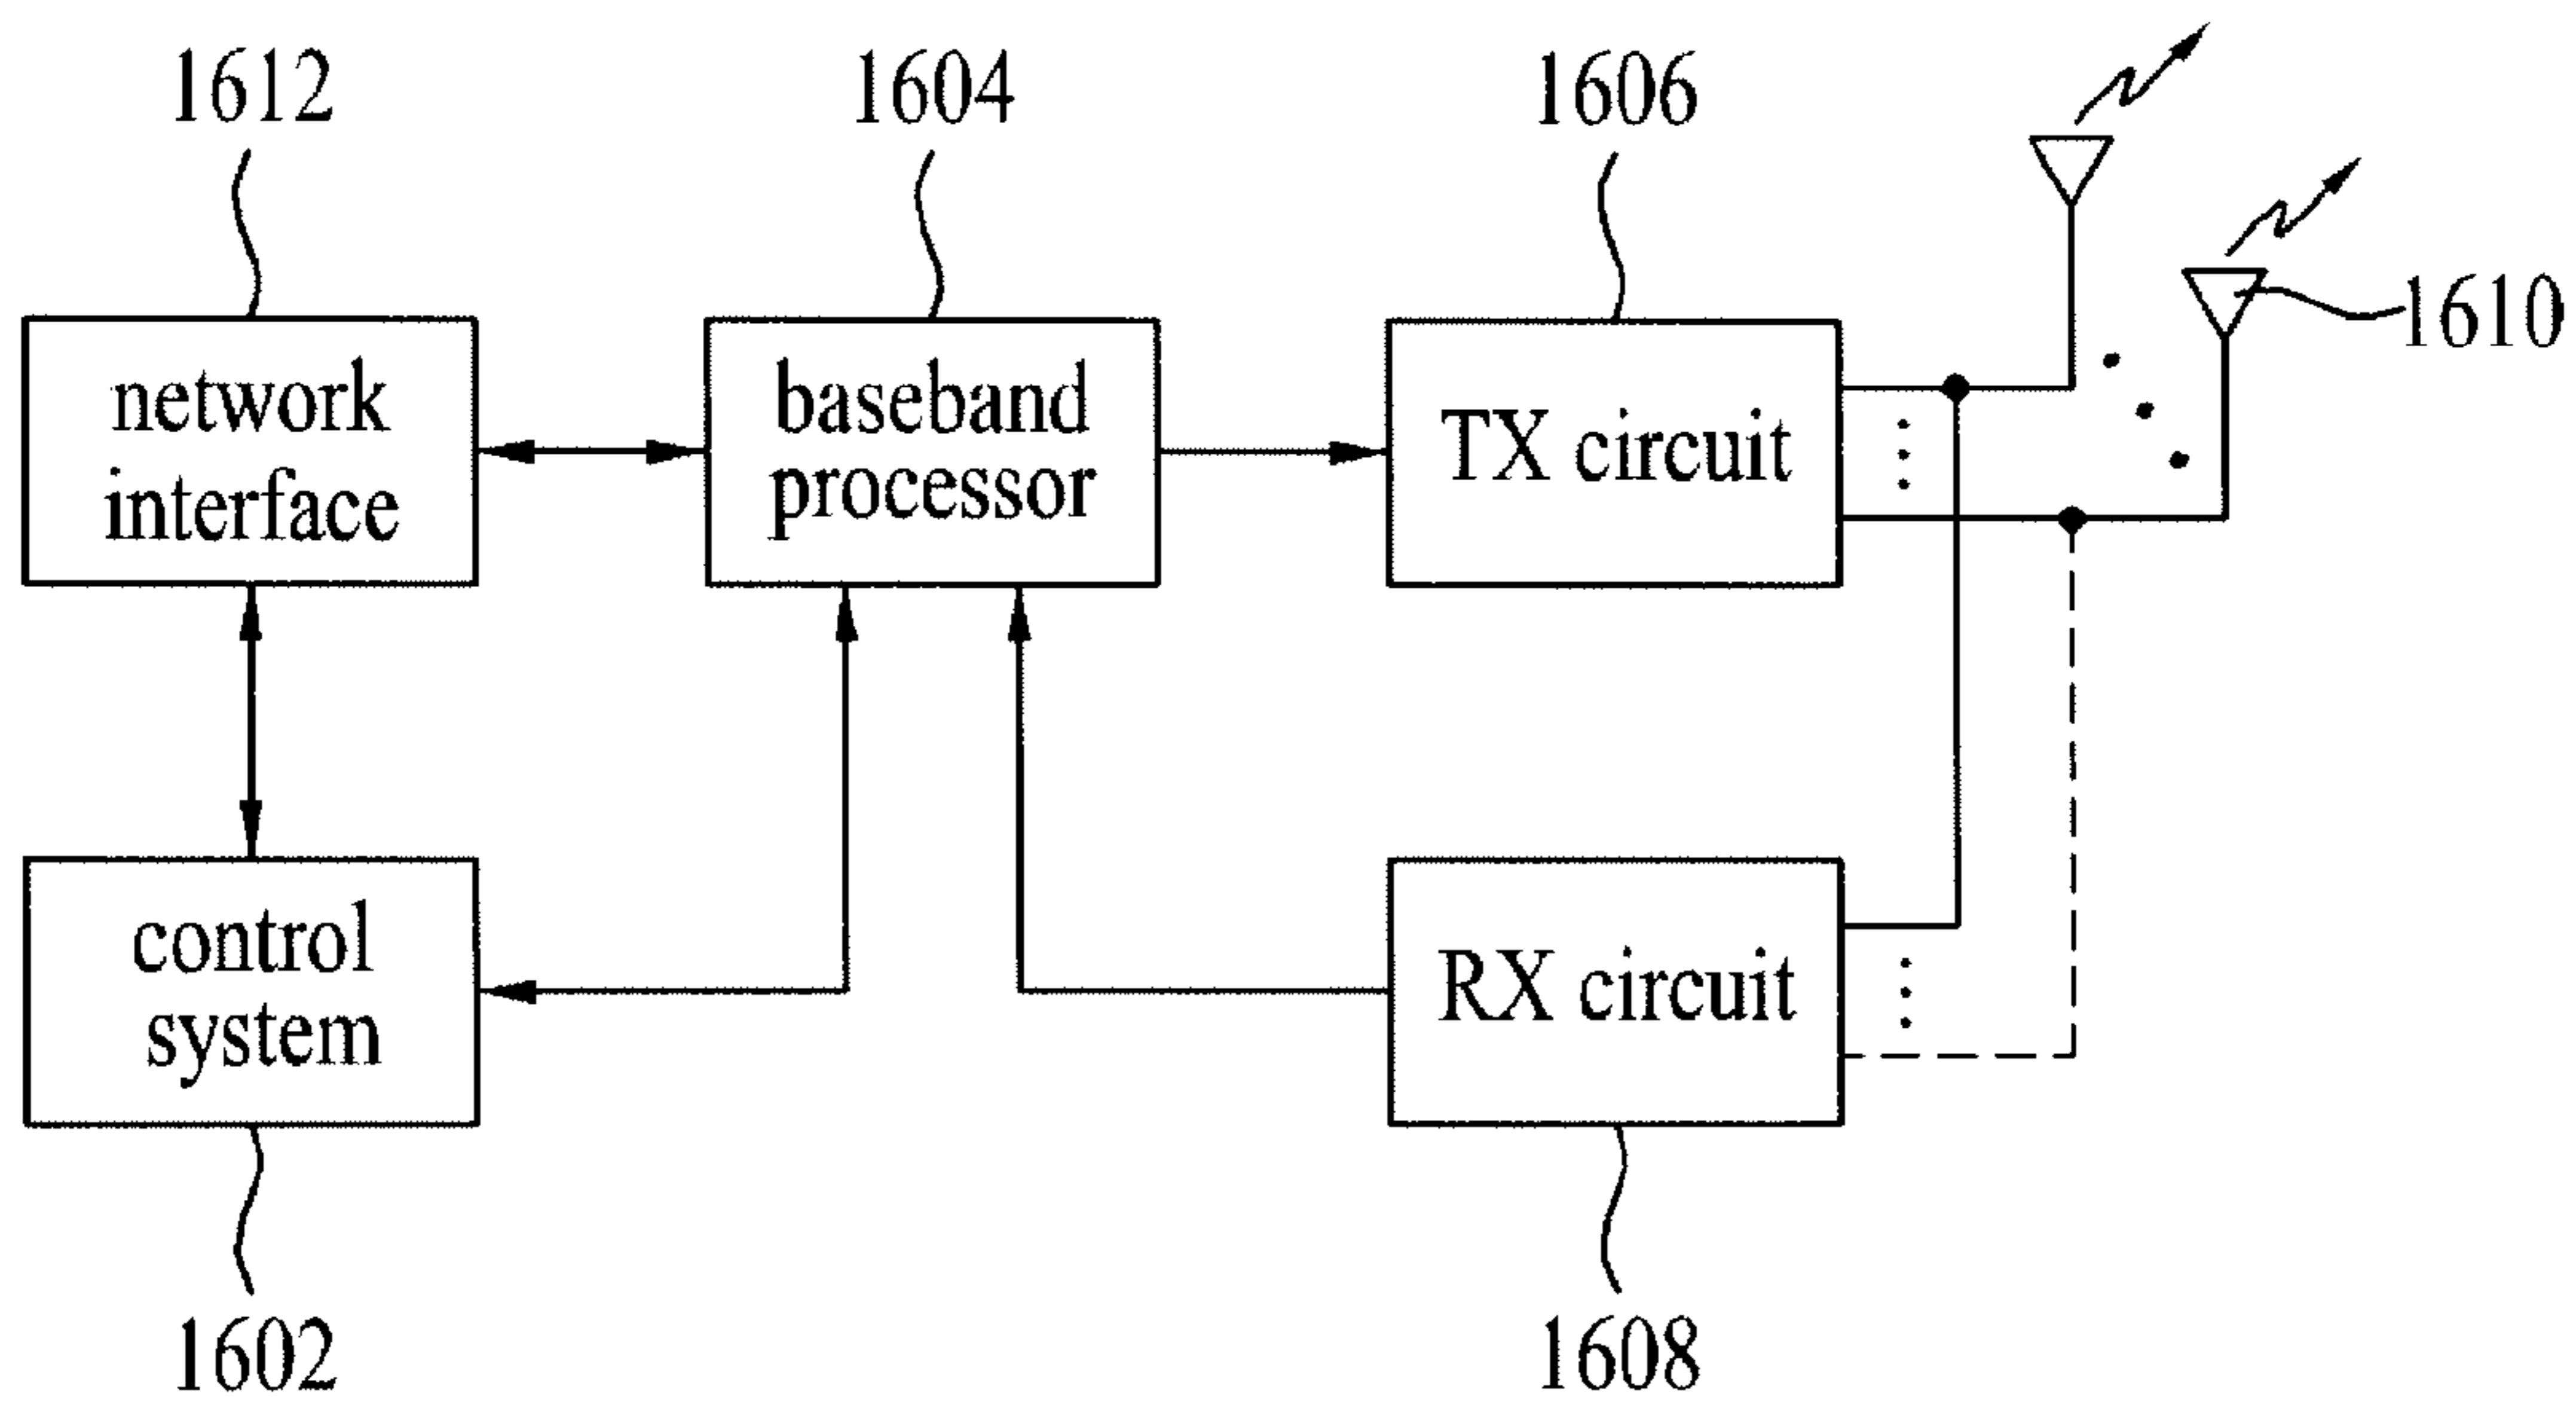 1612
1604
1606
1610
network
interface
baseband
processor
TX circuit
control
system
RX circuit
1602
1608